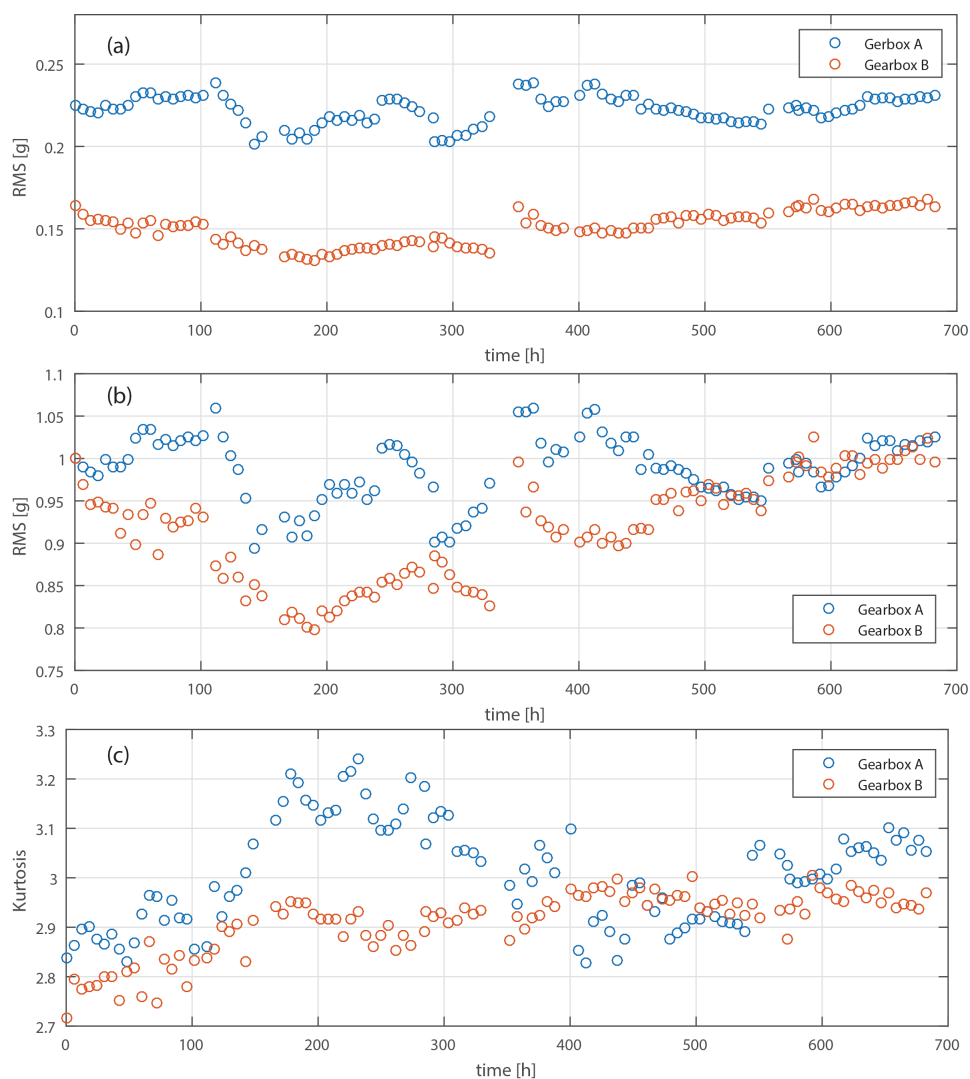 (a)
Gerbox A
Gearbox B
0.25
0.2
0.15
0.1
RMS [g]
0 100 200 300 400 500 600 700
time [h]
1.1
(b)
1.05
1
0.95
0.9
0.85
0.8
0.75
RMS [g]
Gearbox A
Gearbox B
0 100 200 300 400 500 600 700
time [h]
3.3
(c)
Gearbox A
Gearbox B
3.2
3.1
3
2.9
2.8
2.7
Kurtosis
0 100 200 300 400 500 600 700
time [h]